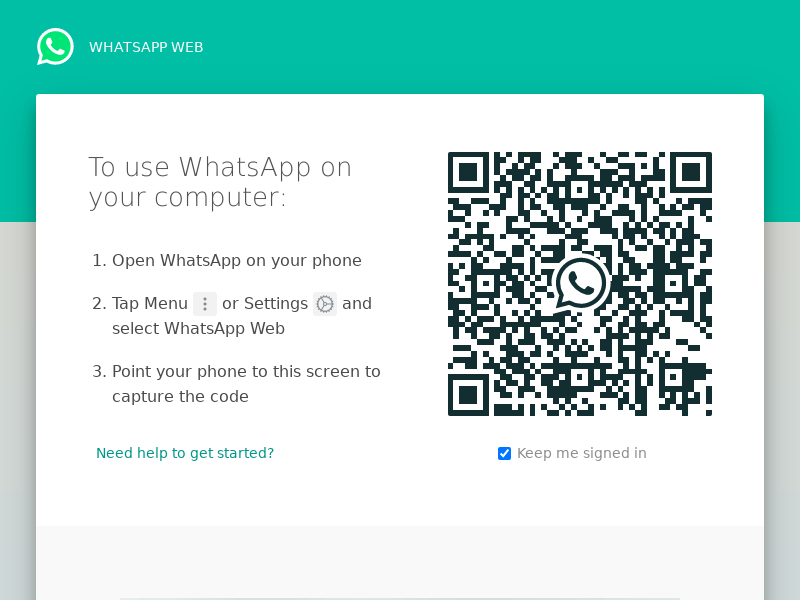 WHATSAPP WEB
To use WhatsApp on
your computer:
1. Open WhatsApp on your phone
2. Tap Menu or Settings and
select WhatsApp Web
3. Point your phone to this screen to
capture the code
Need help to get started?
Keep me signed in